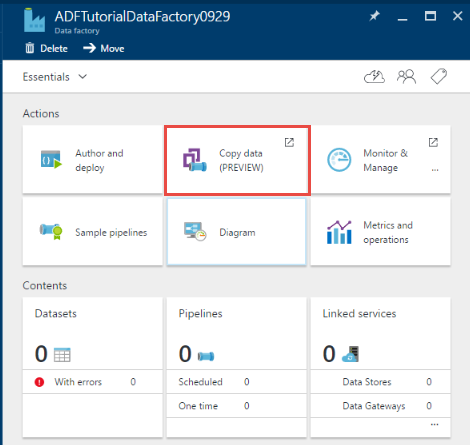 ADFTutorialDataFactory0929
Data factory
Delete Move
Essentials
Actions
Author and
deploy
Copy data
(PREVIEW)
Monitor &
Manage
...
Sample pipelines
Diagram
Metrics and
operations
Contents
Datasets
0
With errors 0
Pipelines
0
Scheduled 0
One time 0
Linked services
0
Data Stores 0
Data Gateways 0
...